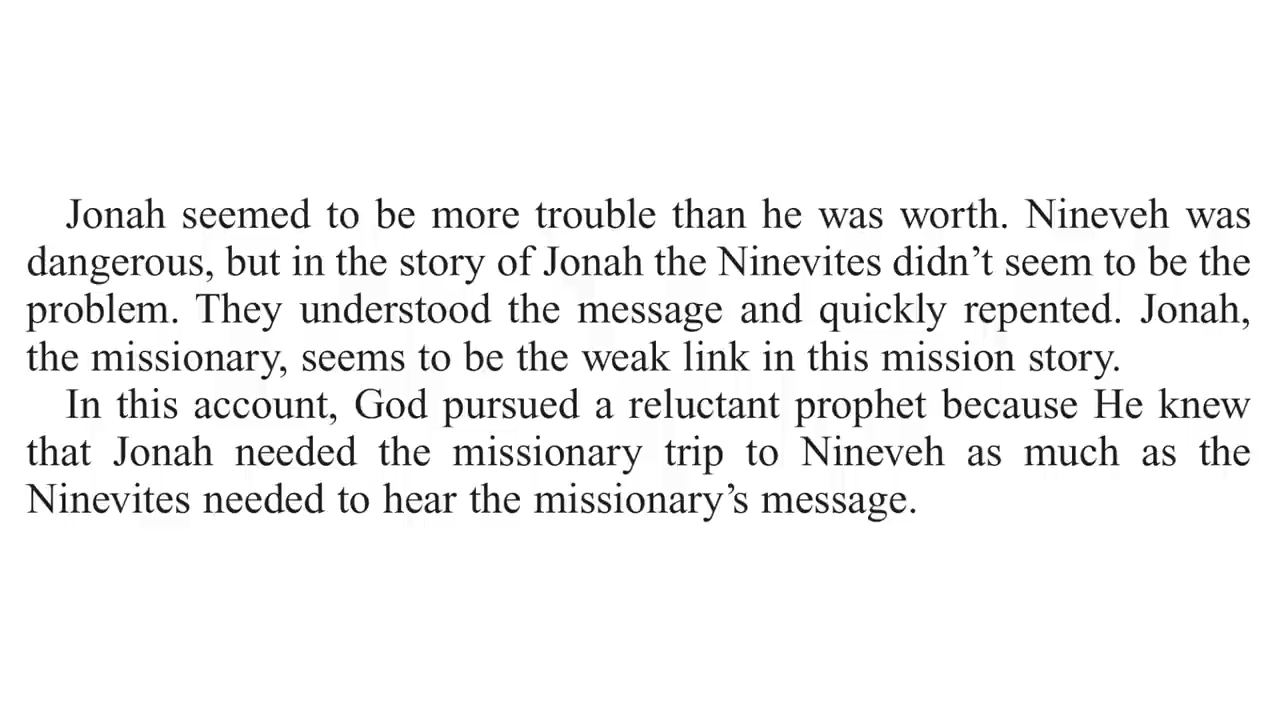 Jonah seemed to be more trouble than he was worth. Nineveh was
dangerous, but in the story of Jonah the Ninevites didn’t seem to be the
problem. They understood the message and quickly repented. Jonah,
the missionary, seems to be the weak link in this mission story.
In this account, God pursued a reluctant prophet because He knew
that Jonah needed the missionary trip to Nineveh as much as the
Ninevites needed to hear the missionary’s message.